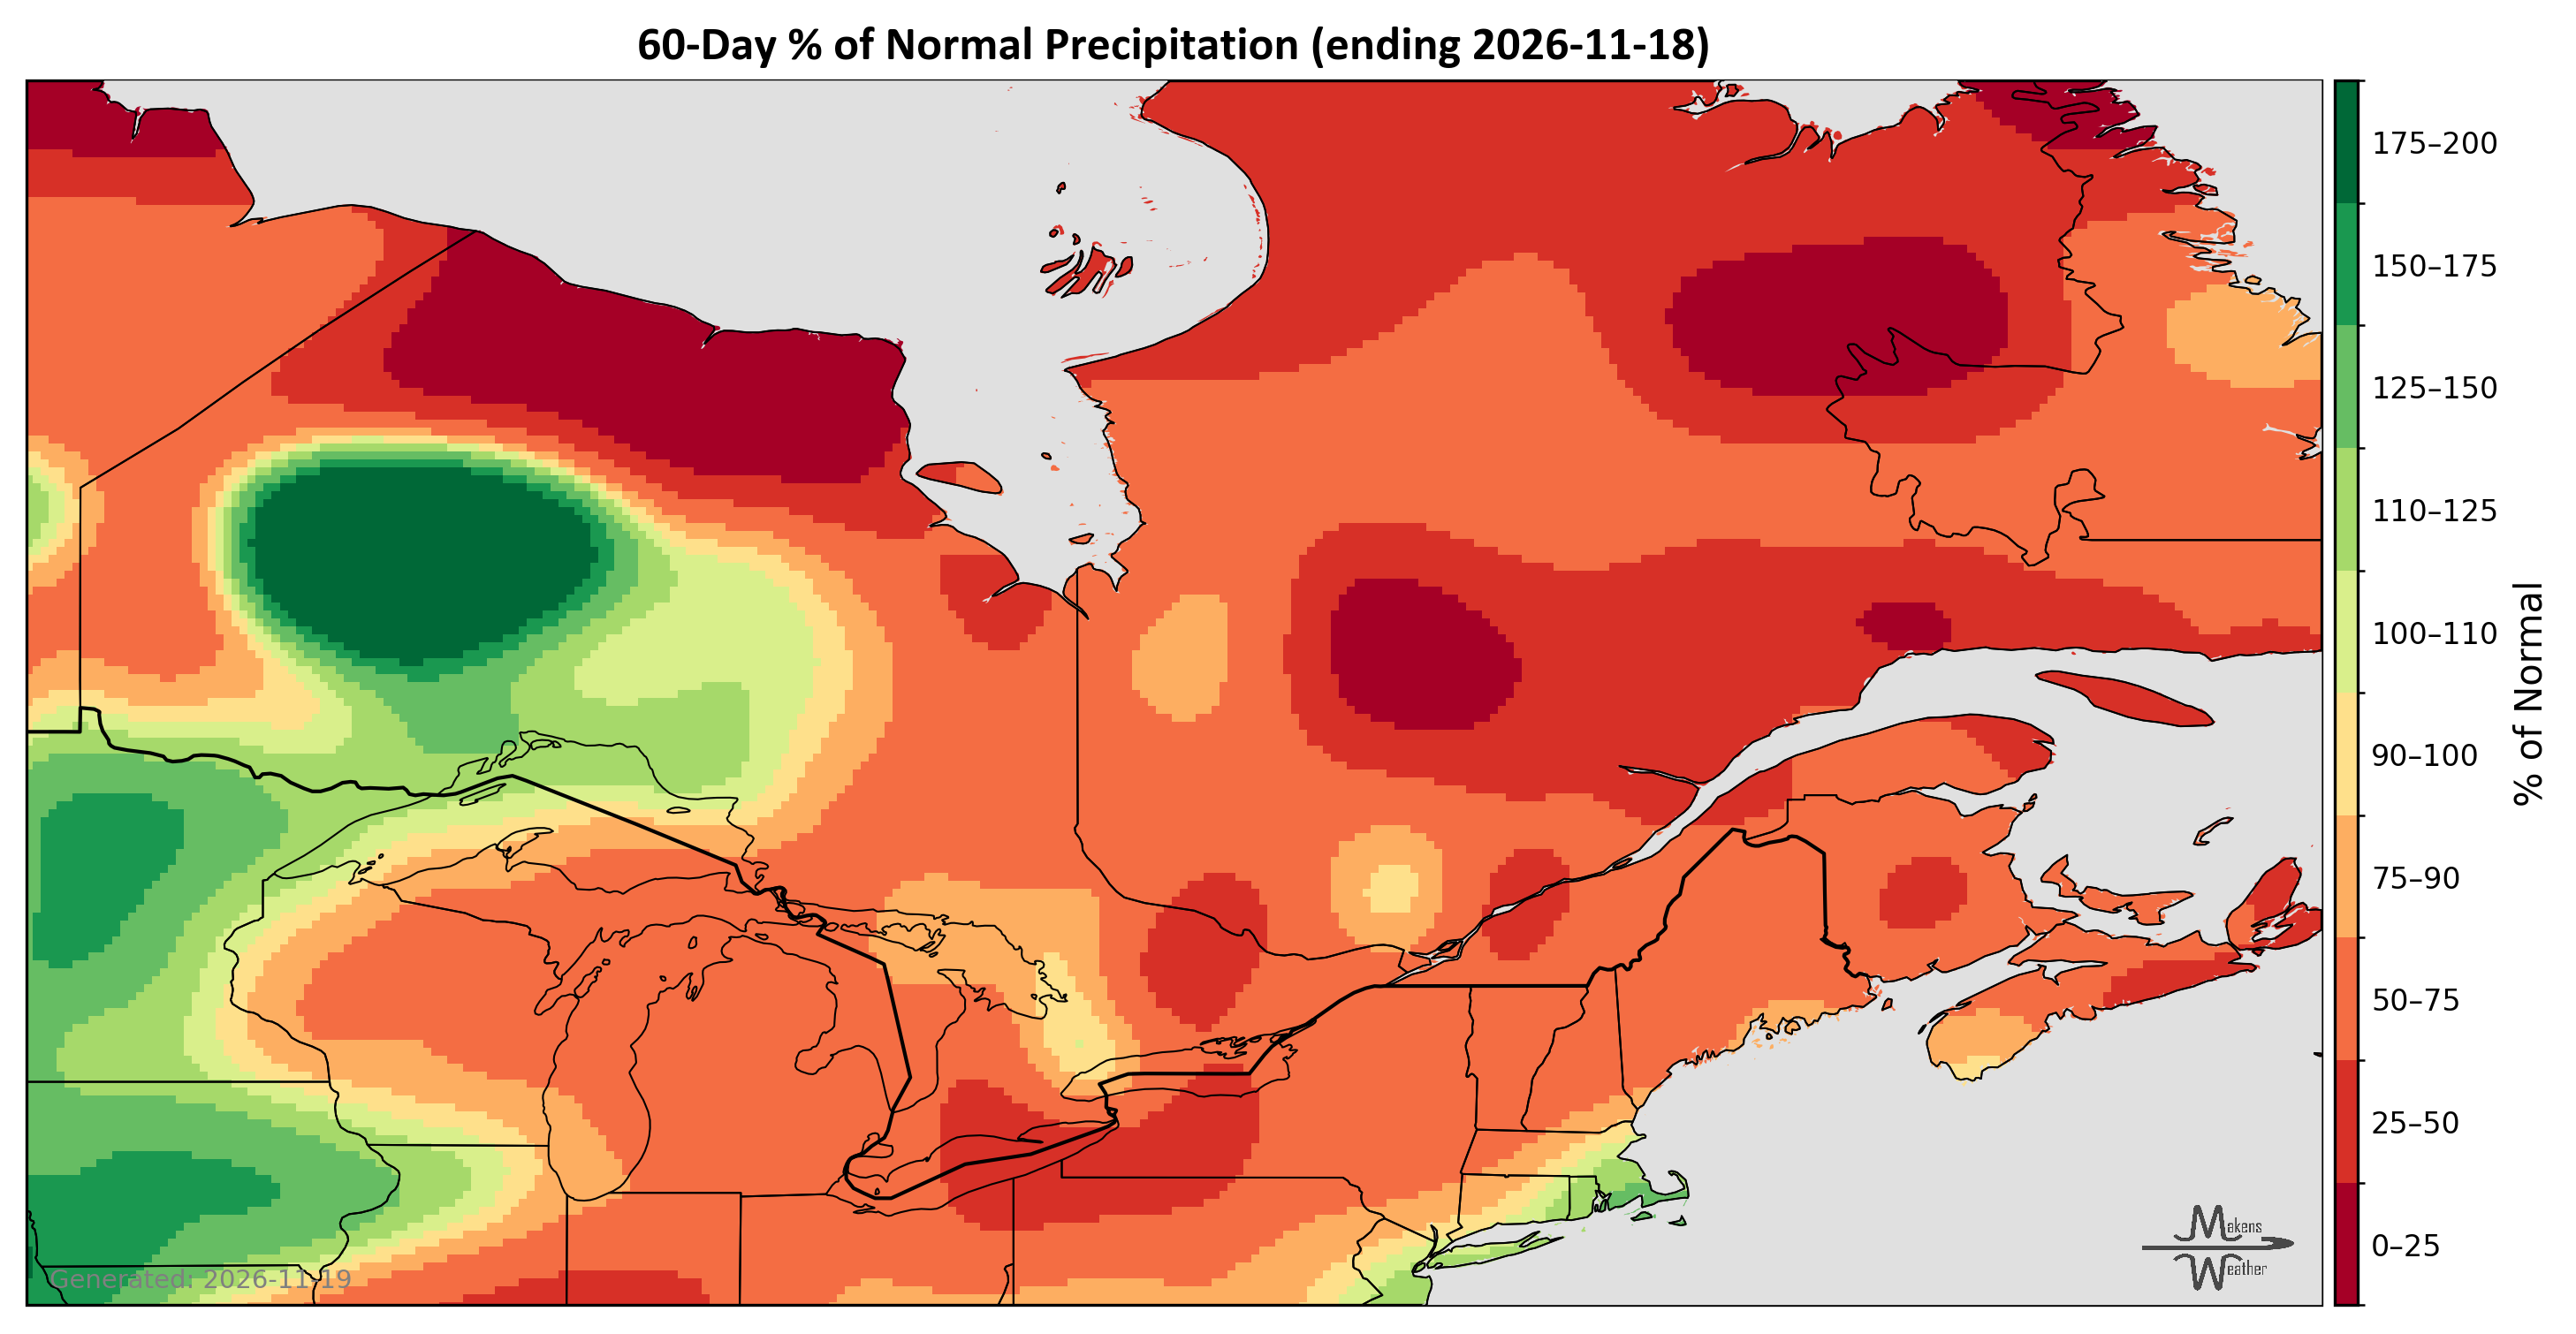 60-Day % of Normal Precipitation (ending 2026-11-18)
175–200
150–175
125–150
110–125
100–110
90–100
75–90
50–75
25–50
0–25
% of Normal
Generated: 2026-11-19
Makens
Weather